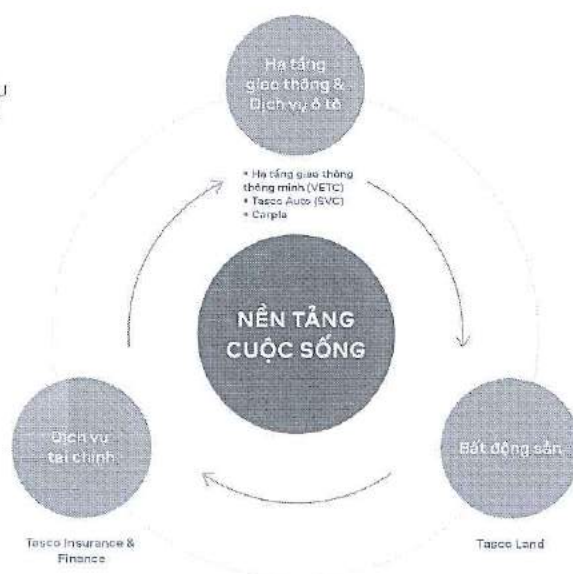 U
Hạ tầng
giao thông &
Dịch vụ ô tô
• Hạ tầng giao thông
thông minh (VETC)
• Tasco Auto (SVC)
• Carpla
NỀN TẢNG
CUỘC SỐNG
Dịch vụ
tài chính
Bất động sản
Tasco Insurance &
Finance
Tasco Land